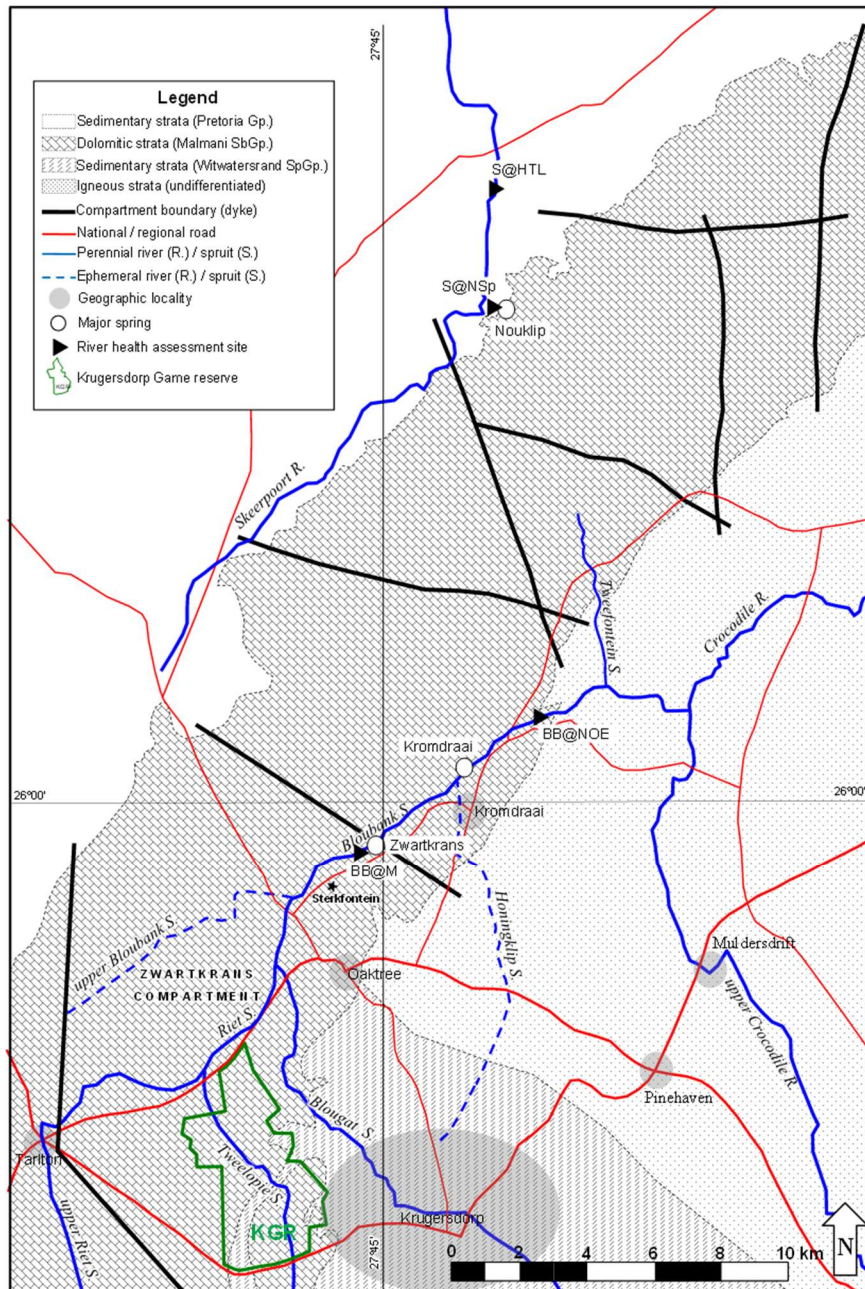 27°45'
Legend
Sedimentary strata (Pretoria Gp.)
Dolomitic strata (Malmani SbGp.)
Sedimentary strata (Witwatersrand SpGp.)
Igneous strata (undifferentiated)
Compartment boundary (dyke)
National / regional road
Perennial river (R.) / spruit (S.)
Ephemeral river (R.) / spruit (S.)
Geographic locality
Major spring
River health assessment site
KGR
Krugersdorp Game reserve
S@HTL
S@NSp
Nouklip
Skeerpoort R.
Tweefontein S.
Crocodile R.
BB@NOE
Kromdraai
26°00'
26°00'
Kromdraai
Bloubank S.
Zwartkrans
BB@M
Sterkfontein
upper Bloubank S.
Honingklip S.
Muldersdrift
ZWARTKRANS
COMPARTMENT
Oaktree
Riet S.
upper Crocodile R.
Pinehaven
Blougat S.
Tarlton
Tweelopie S.
upper Riet S
Krugersdorp
KGR
27°45'
0 2 4 6 8 10 km
N